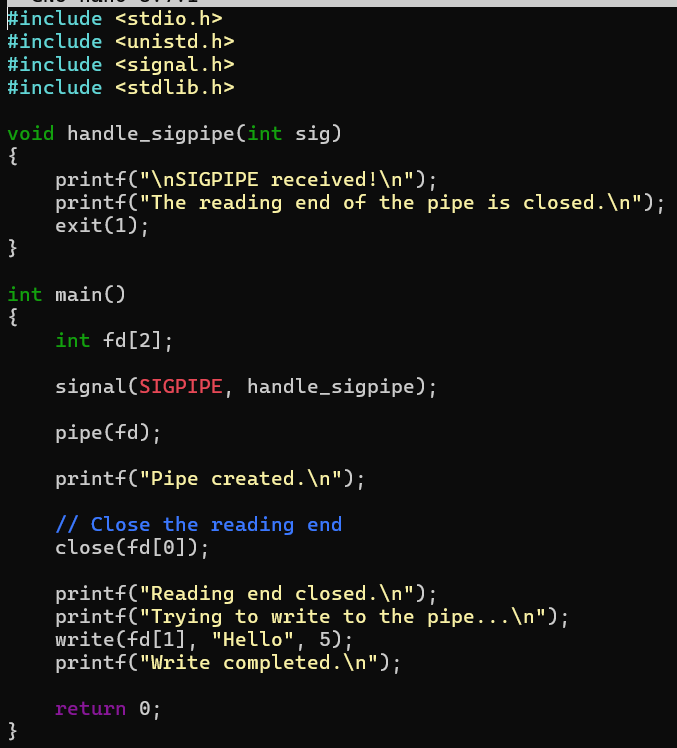 #include <stdio.h>
#include <unistd.h>
#include <signal.h>
#include <stdlib.h>

void handle_sigpipe(int sig)
{
    printf("\nSIGPIPE received!\n");
    printf("The reading end of the pipe is closed.\n");
    exit(1);
}

int main()
{
    int fd[2];

    signal(SIGPIPE, handle_sigpipe);

    pipe(fd);

    printf("Pipe created.\n");

    // Close the reading end
    close(fd[0]);

    printf("Reading end closed.\n");
    printf("Trying to write to the pipe...\n");
    write(fd[1], "Hello", 5);
    printf("Write completed.\n");

    return 0;
}